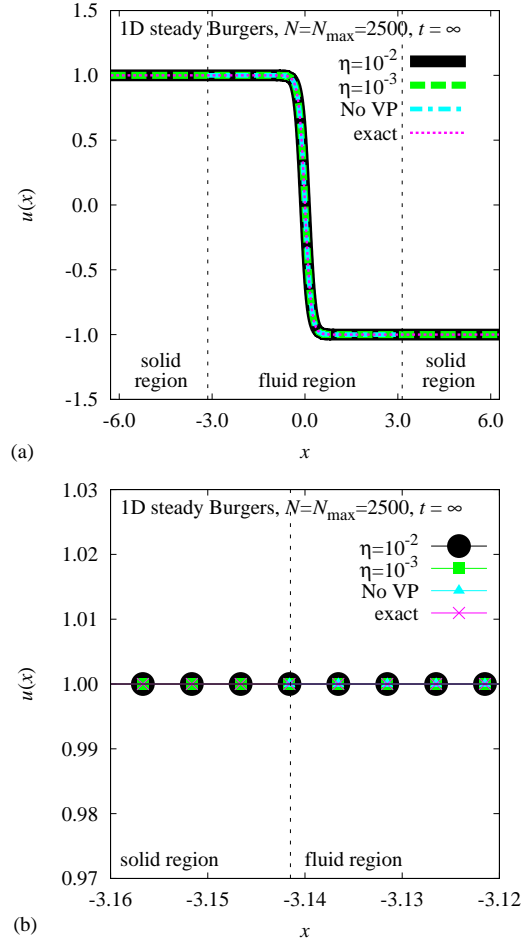 1D steady Burgers, N=Nmax=2500, t = ∞
η=10⁻²
η=10⁻³
No VP
exact
1.5
1.0
0.5
0.0
-0.5
-1.0
-1.5
u(x)
solid region
fluid region
solid region
-6.0 -3.0 0.0 3.0 6.0
x
(a)
1D steady Burgers, N=Nmax=2500, t = ∞
η=10⁻²
η=10⁻³
No VP
exact
1.03
1.02
1.01
1.00
0.99
0.98
0.97
u(x)
solid region fluid region
-3.16 -3.15 -3.14 -3.13 -3.12
x
(b)